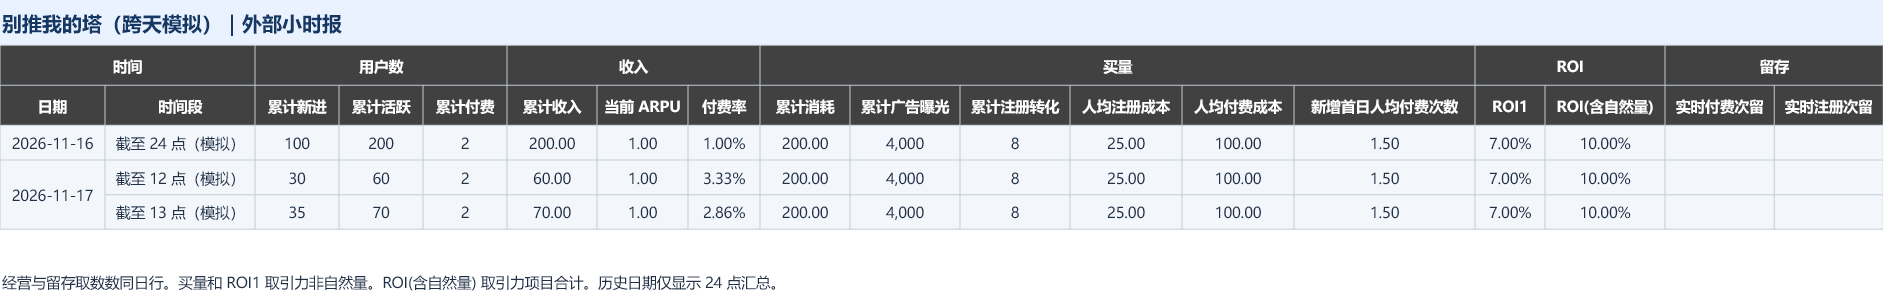 别推我的塔（跨天模拟）｜外部小时报
时间 用户数 收入 买量 ROI 留存
日期 时间段 累计新进 累计活跃 累计付费 累计收入 当前 ARPU 付费率 累计消耗 累计广告曝光 累计注册转化 人均注册成本 人均付费成本 新增首日人均付费次数 ROI1 ROI(含自然量) 实时付费次留 实时注册次留
2026-11-16 截至 24 点（模拟） 100 200 2 200.00 1.00 1.00% 200.00 4,000 8 25.00 100.00 1.50 7.00% 10.00%
2026-11-17 截至 12 点（模拟） 30 60 2 60.00 1.00 3.33% 200.00 4,000 8 25.00 100.00 1.50 7.00% 10.00%
截至 13 点（模拟） 35 70 2 70.00 1.00 2.86% 200.00 4,000 8 25.00 100.00 1.50 7.00% 10.00%
经营与留存取数数同日行。买量和 ROI1 取引力非自然量。ROI(含自然量) 取引力项目合计。历史日期仅显示 24 点汇总。